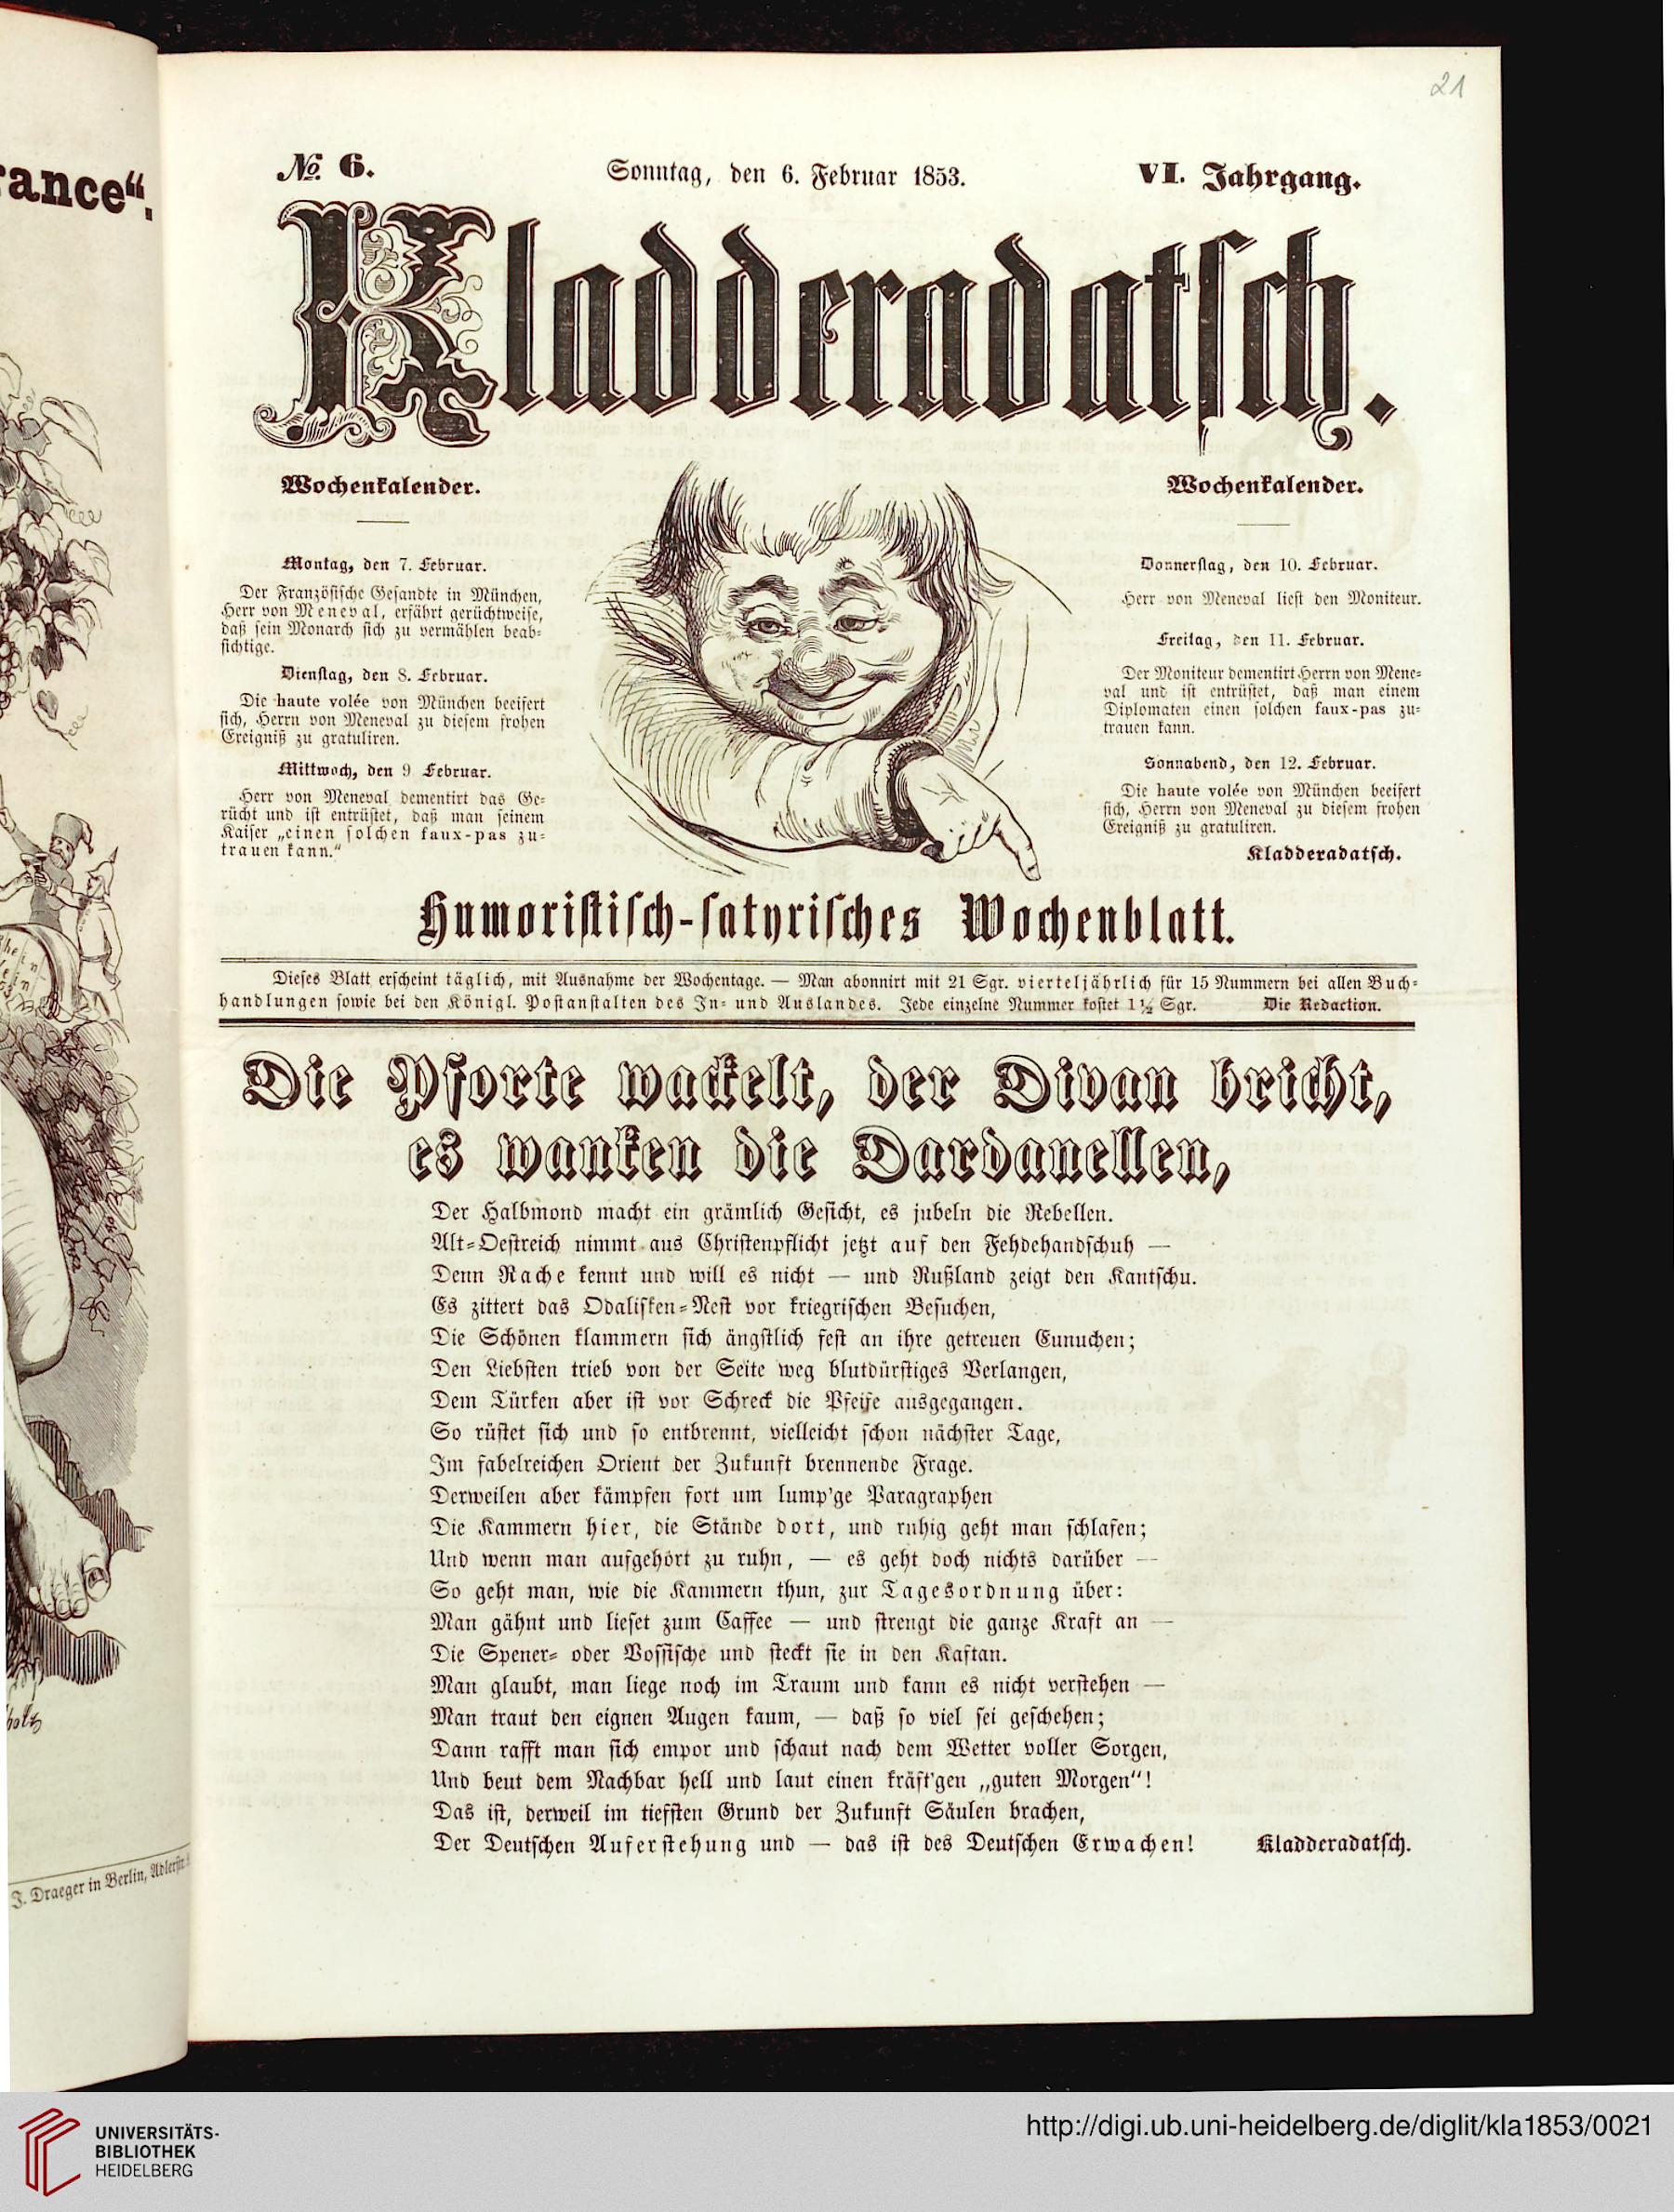 21
rance“.
№ 6.
Sonntag, den 6. Februar 1853.
VI. Jahrgang.
Kladderadatsch.
Wochenkalender.
Montag, den 7. Februar.
Der Französische Gesandte in München,
Herr von Meneval, erfährt gerüchtweise,
daß sein Monarch sich zu vermählen beab-
sichtige.
Dienstag, den 8. Februar.
Die haute volée von München beeifert
sich, Herrn von Meneval zu diesem frohen
Ereigniß zu gratuliren.
Mittwoch, den 9 Februar.
Herr von Meneval dementirt das Ge-
rücht und ist entrüstet, daß man seinem
Kaiser „einen solchen faux-pas zu-
trauen kann.“
Wochenkalender.
Donnerstag, den 10. Februar.
Herr von Meneval liest den Moniteur.
Freitag, den 11. Februar.
Der Moniteur dementirt Herrn von Mene-
val und ist entrüstet, daß man einem
Diplomaten einen solchen faux-pas zu-
trauen kann.
Sonnabend, den 12. Februar.
Die haute volée von München beeifert
sich, Herrn von Meneval zu diesem frohen
Ereigniß zu gratuliren.
Kladderadatsch.
Humoristisch-satyrisches Wochenblatt.
Dieses Blatt erscheint täglich, mit Ausnahme der Wochentage. — Man abonnirt mit 21 Sgr. vierteljährlich für 15 Nummern bei allen Buch-
handlungen sowie bei den Königl. Postanstalten des In- und Auslandes. Jede einzelne Nummer kostet 1½ Sgr. Die Redaction.
Die Pforte wackelt, der Divan bricht,
es wanken die Dardanellen,
Der Halbmond macht ein grämlich Gesicht, es jubeln die Rebellen.
Alt-Oestreich nimmt aus Christenpflicht jetzt auf den Fehdehandschuh —
Denn Rache kennt und will es nicht — und Rußland zeigt den Kantschu.
Es zittert das Odalisken-Nest vor kriegrischen Besuchen,
Die Schönen klammern sich ängstlich fest an ihre getreuen Eunuchen;
Den Liebsten trieb von der Seite weg blutdürstiges Verlangen,
Dem Türken aber ist vor Schreck die Pfeife ausgegangen.
So rüstet sich und so entbrennt, vielleicht schon nächster Tage,
Im fabelreichen Orient der Zukunft brennende Frage.
Derweilen aber kämpfen fort um lump'ge Paragraphen
Die Kammern hier, die Stände dort, und ruhig geht man schlafen;
Und wenn man aufgehört zu ruhn, — es geht doch nichts darüber —
So geht man, wie die Kammern thun, zur Tagesordnung über:
Man gähnt und lieset zum Caffee — und strengt die ganze Kraft an —
Die Spener- oder Vossische und steckt sie in den Kaftan.
Man glaubt, man liege noch im Traum und kann es nicht verstehen —
Man traut den eignen Augen kaum, — daß so viel sei geschehen;
Dann rafft man sich empor und schaut nach dem Wetter voller Sorgen,
Und beut dem Nachbar hell und laut einen kräft'gen „guten Morgen“!
Das ist, derweil im tiefsten Grund der Zukunft Säulen brachen,
Der Deutschen Auferstehung und — das ist des Deutschen Erwachen! Kladderadatsch.
J. Draeger in Berlin, Adlerstr.
UNIVERSITÄTS-
BIBLIOTHEK
HEIDELBERG
http://digi.ub.uni-heidelberg.de/diglit/kla1853/0021